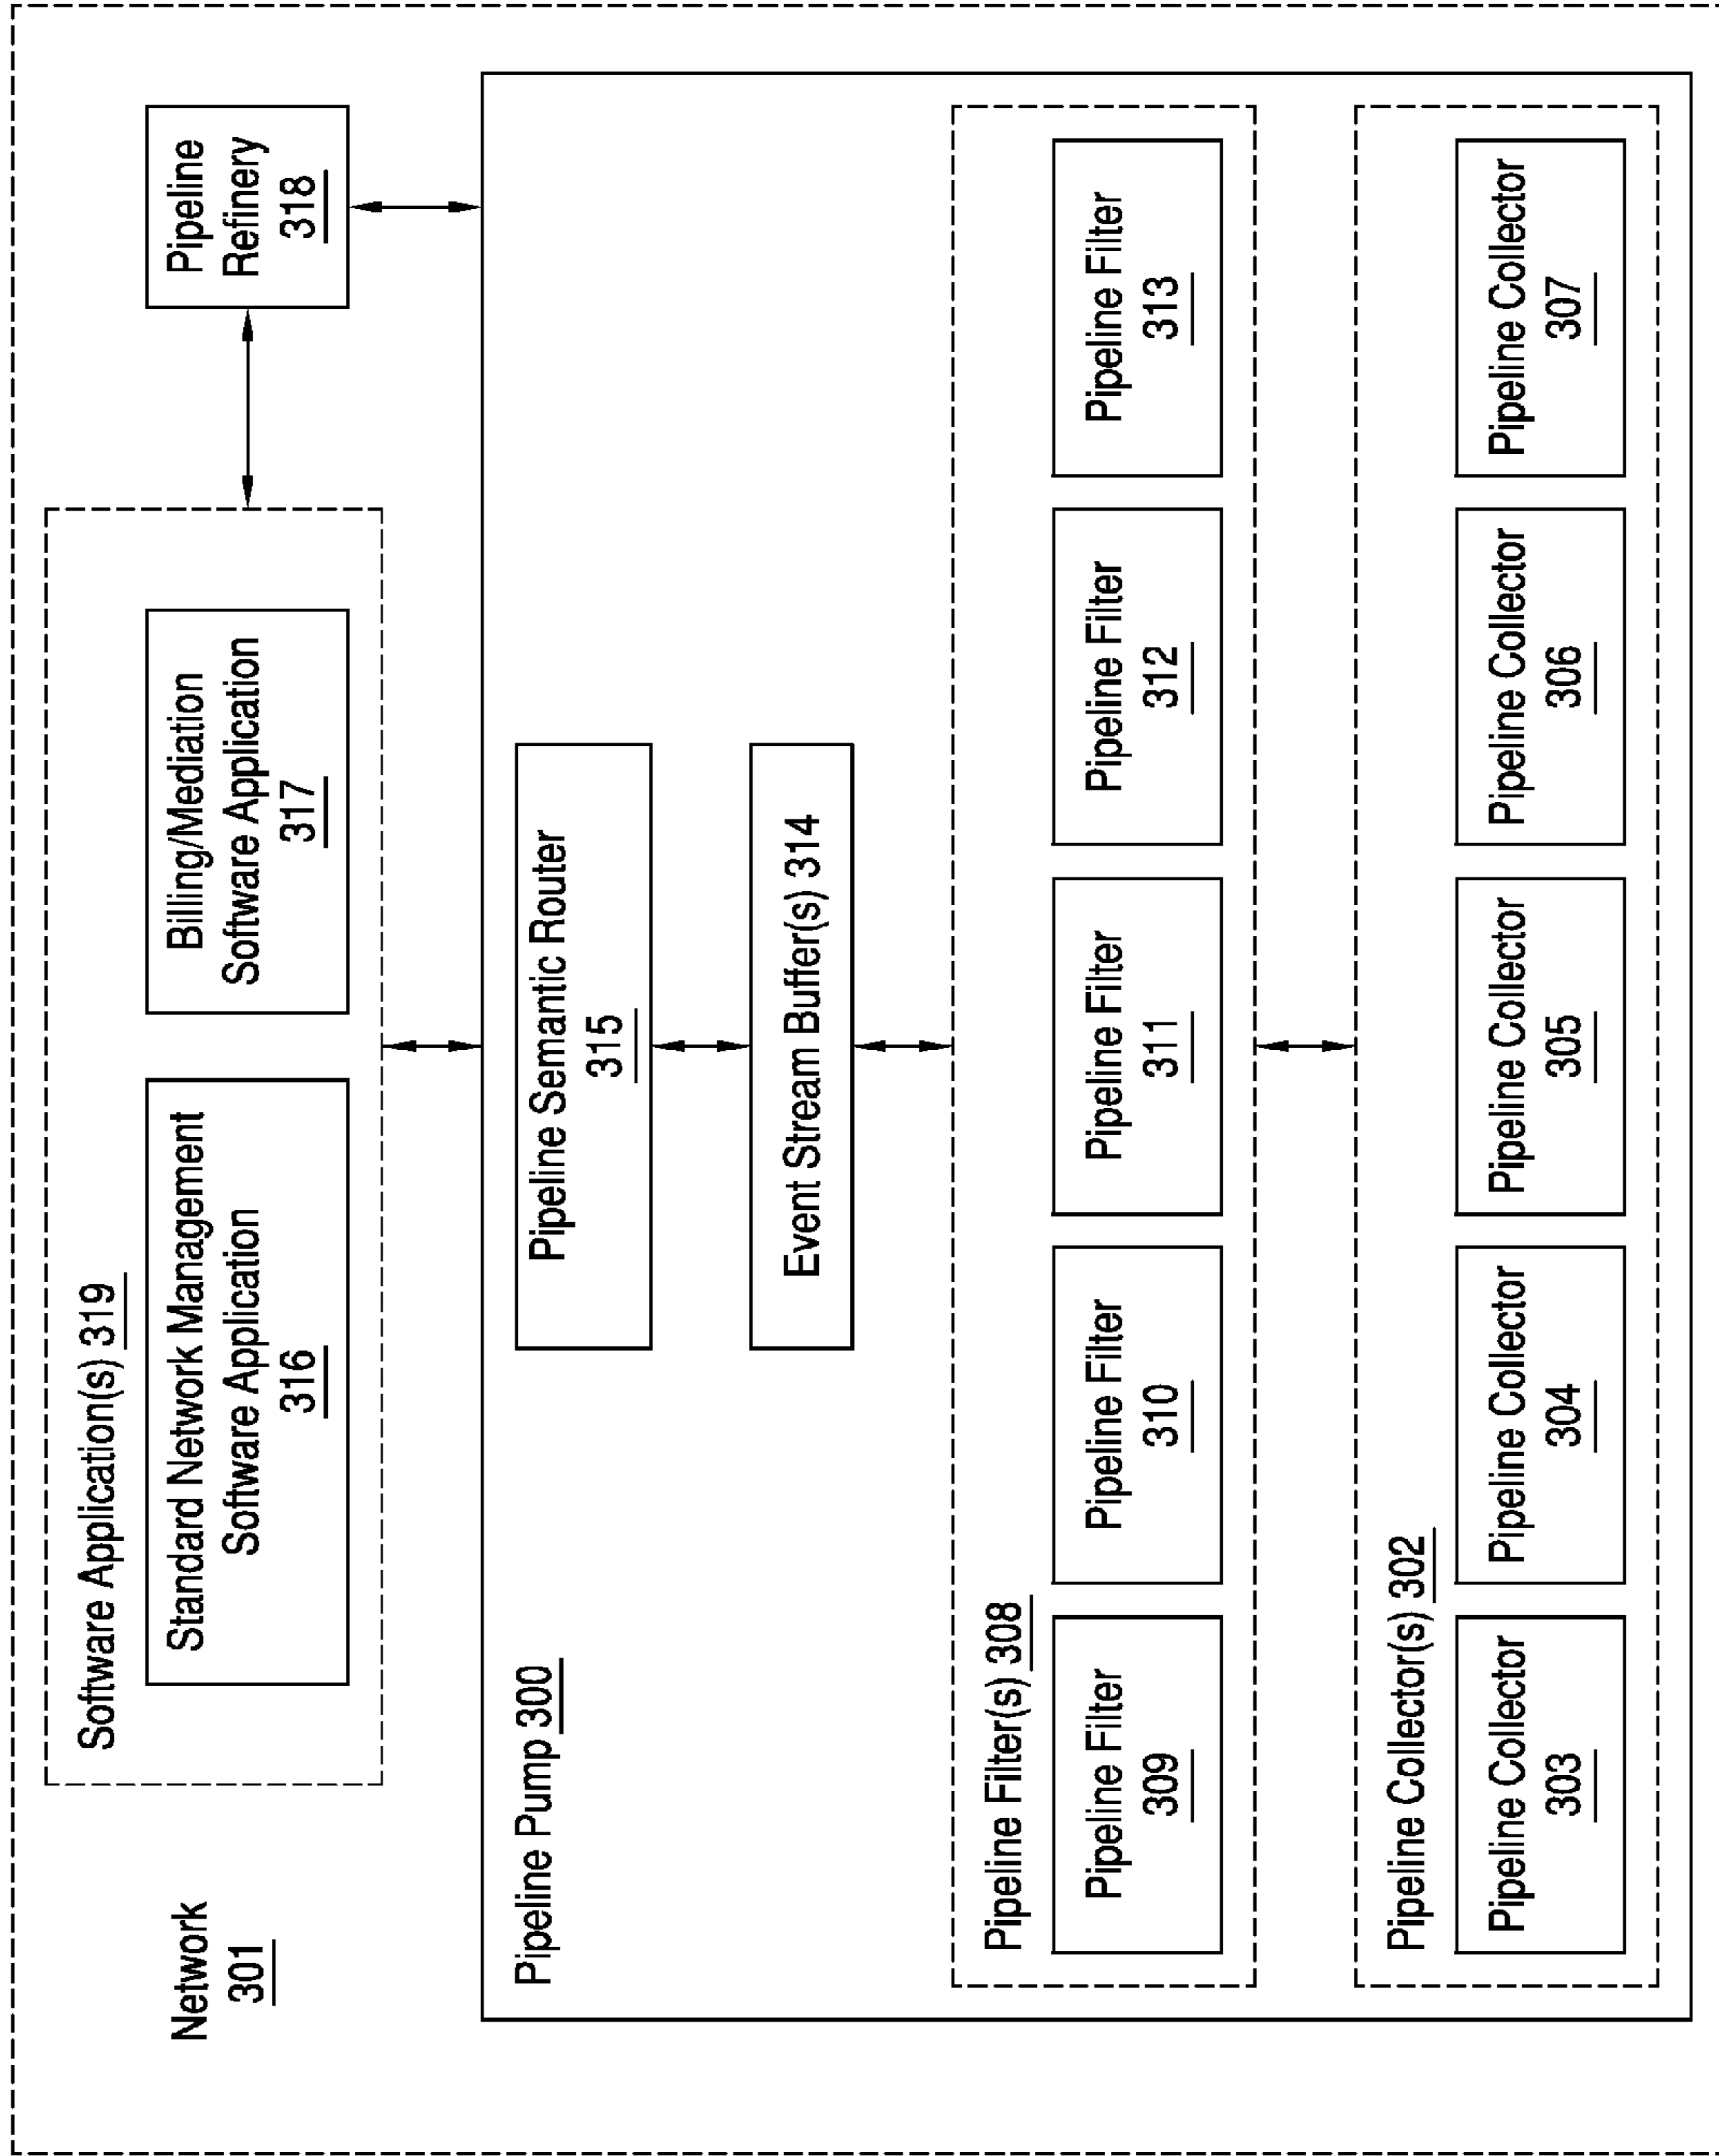 Network
301
Software Application(s) 319
Standard Network Management
Software Application
316
Billing/Mediation
Software Application
317
Pipeline
Refinery
318
Pipeline Pump 300
Pipeline Semantic Router
315
Event Stream Buffer(s) 314
Pipeline Filter(s) 308
Pipeline Filter
309
Pipeline Filter
310
Pipeline Filter
311
Pipeline Filter
312
Pipeline Filter
313
Pipeline Collector(s) 302
Pipeline Collector
303
Pipeline Collector
304
Pipeline Collector
305
Pipeline Collector
306
Pipeline Collector
307